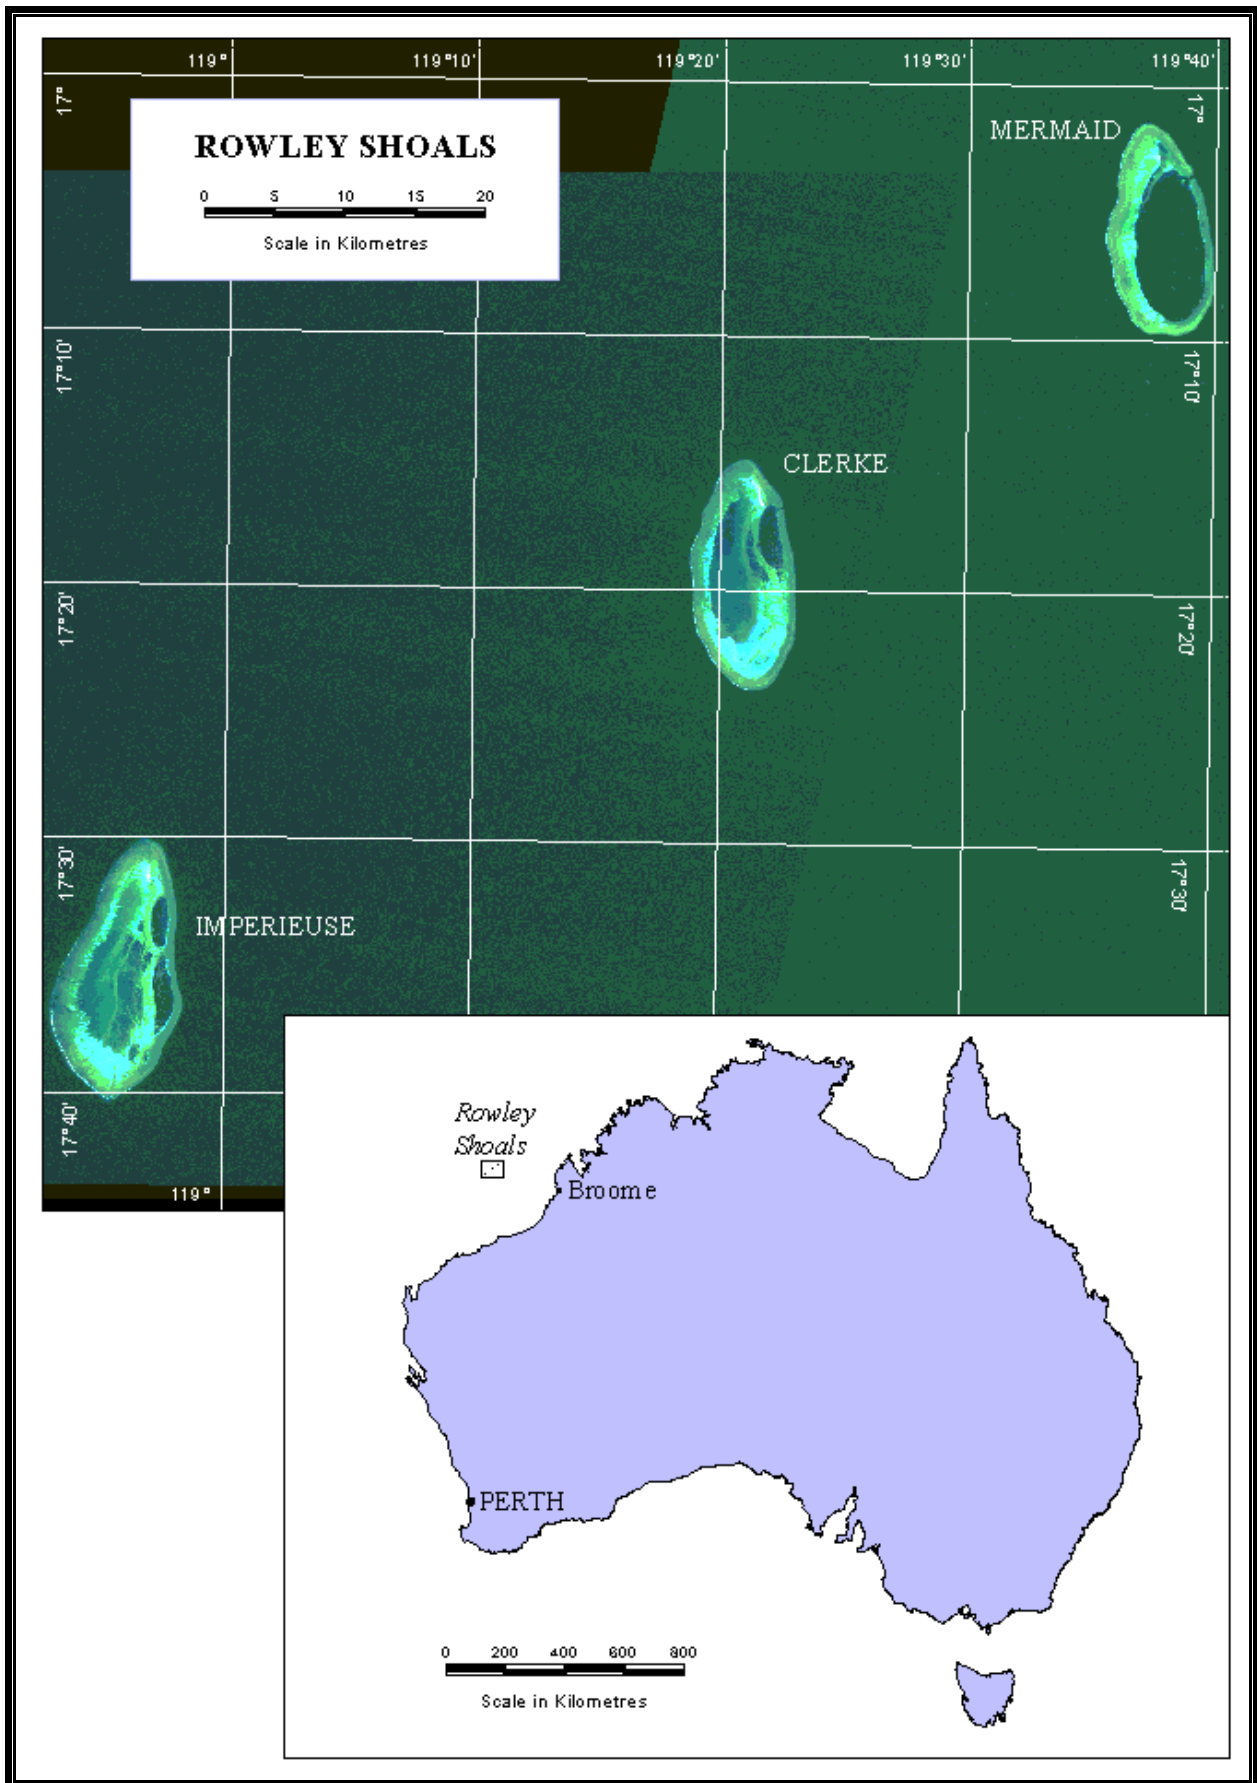 119° 119°10' 119°20' 119°30' 119°40'
17° 17°
MERMAID
ROWLEY SHOALS
0 5 10 15 20
Scale in Kilometres
17°10' 17°10'
CLERKE
17°20' 17°20'
17°30' 17°30'
IMPERIEUSE
17°40'
119°
Rowley
Shoals
Broome
PERTH
0 200 400 600 800
Scale in Kilometres